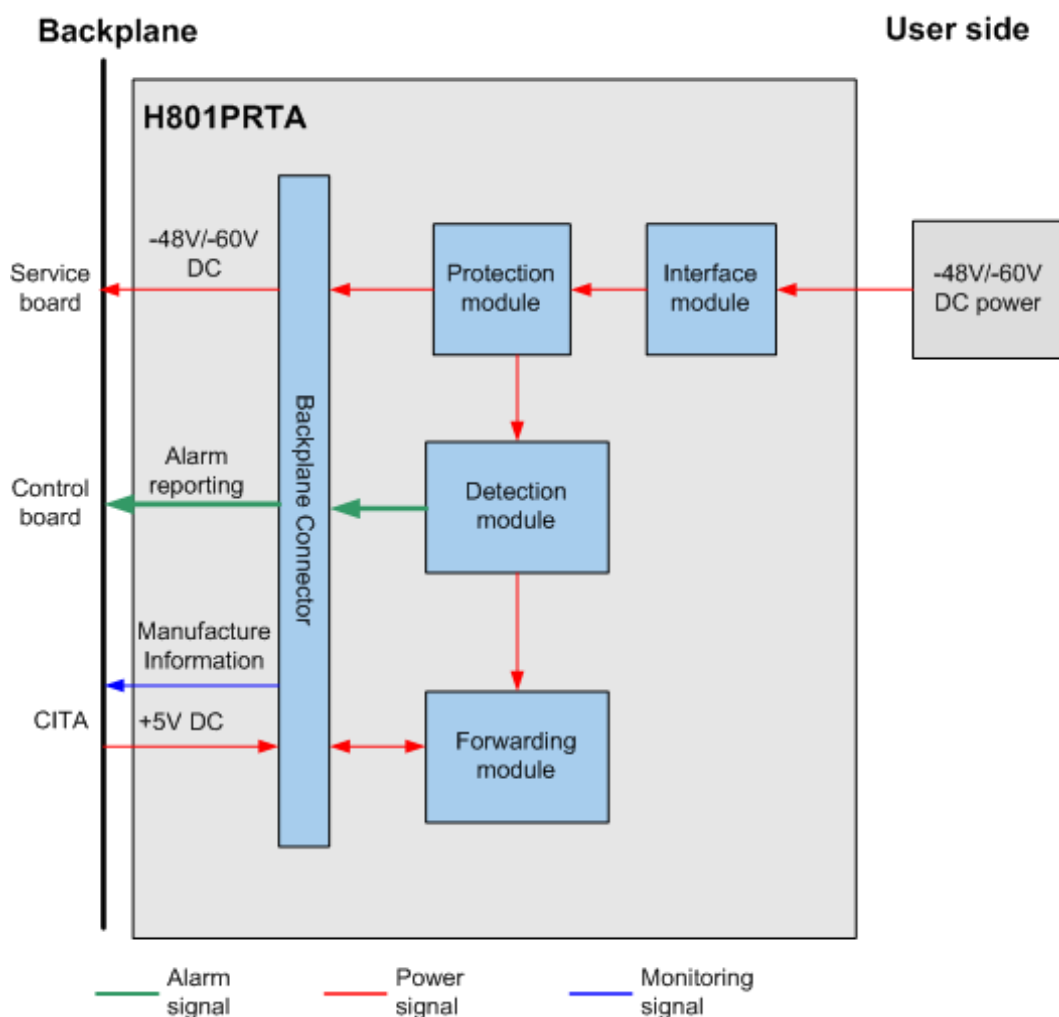 Backplane
User side
H801PRTA
-48V/-60V
DC
Service
board
Protection
module
Interface
module
-48V/-60V
DC power
Backplane Connector
Alarm
reporting
Control
board
Detection
module
Manufacture
Information
CITA
+5V DC
Forwarding
module
Alarm
signal
Power
signal
Monitoring
signal